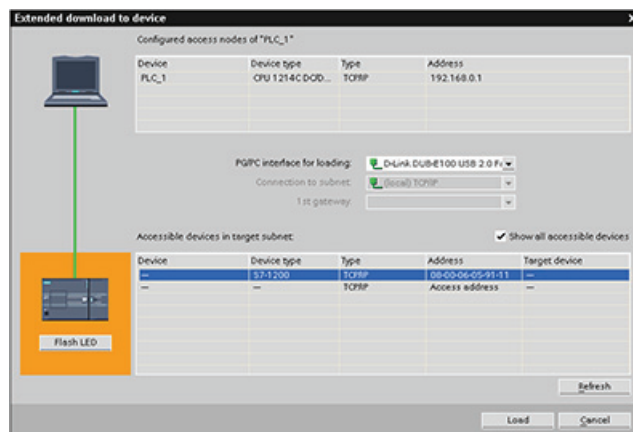 Extended download to device
Configured access nodes of "PLC_1"
Device Device type Type Address
PLC_1 CPU 1214C DC/D... TCP/IP 192.168.0.1
PG/PC interface for loading: D-Link DUB-E100 USB 2.0 F
Connection to subnet: (local) TCP/IP
1st gateway:
Accessible devices in target subnet: Show all accessible devices
Device Device type Type Address Target device
— S7-1200 TCP/IP 08-00-06-05-91-11 —
— — TCP/IP Access address —
Flash LED
Refresh
Load Cancel